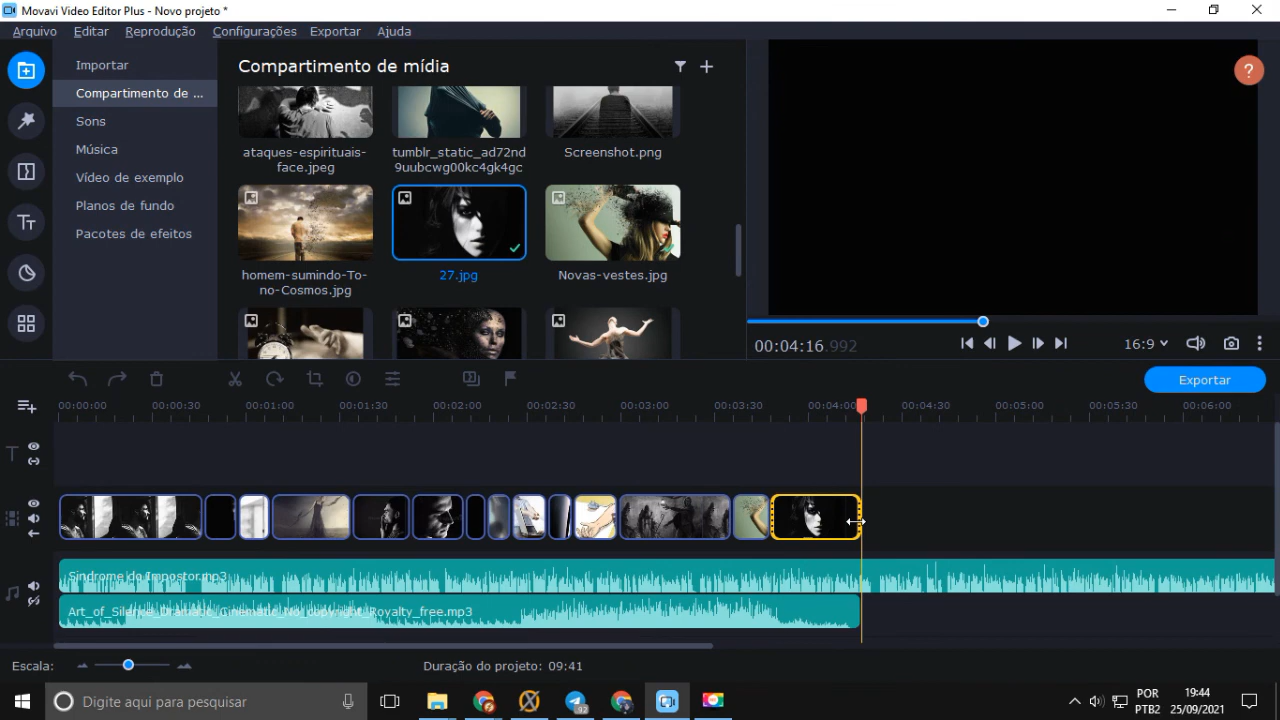 Movavi Video Editor Plus - Novo projeto *
Arquivo Editar Reprodução Configurações Exportar Ajuda
Importar
Compartimento de ...
Sons
Música
Vídeo de exemplo
Planos de fundo
Pacotes de efeitos
Compartimento de mídia
ataques-espirituais-
face.jpeg
tumblr_static_ad72nd
9uubcwg00kc4gk4gc
Screenshot.png
homem-sumindo-To-
no-Cosmos.jpg
27.jpg
Novas-vestes.jpg
?
00:04:16.992
16:9
Exportar
00:00:00 00:00:30 00:01:00 00:01:30 00:02:00 00:02:30 00:03:00 00:03:30 00:04:00 00:04:30 00:05:00 00:05:30 00:06:00
Sindrome do Impostor.mp3
Art_of_Silence_Dramatic_Cinematic_No_copyright_Royalty_free.mp3
Escala:
Duração do projeto: 09:41
Digite aqui para pesquisar
92
POR
PTB2
19:44
25/09/2021